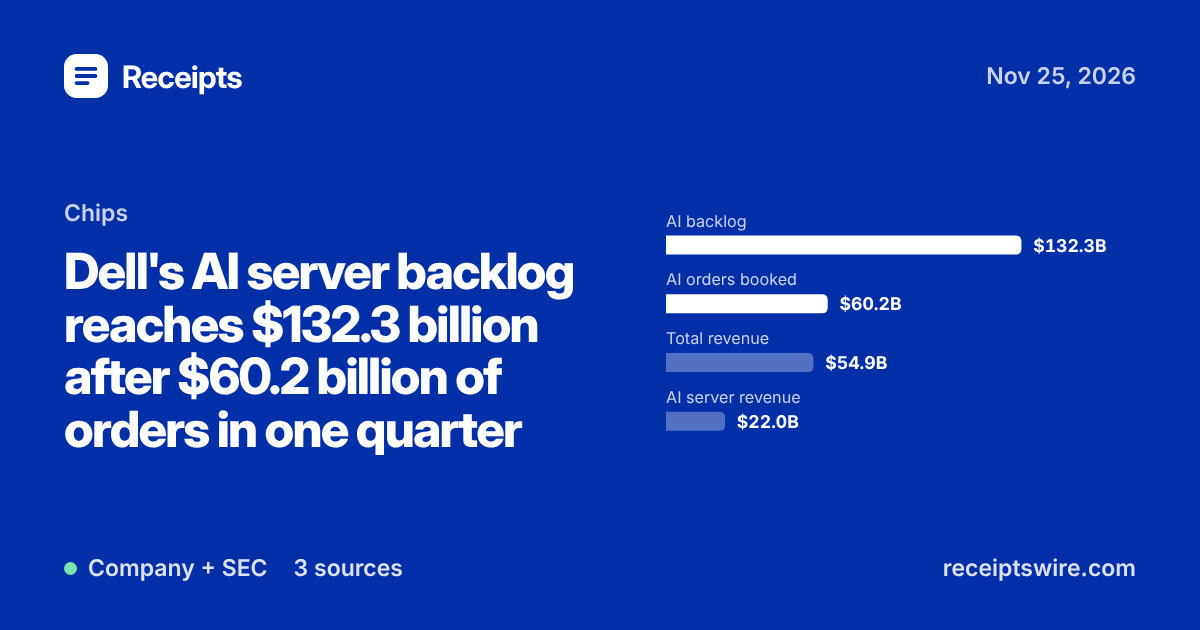 Receipts
Nov 25, 2026
Chips
Dell's AI server backlog
reaches $132.3 billion
after $60.2 billion of
orders in one quarter
AI backlog
$132.3B
AI orders booked
$60.2B
Total revenue
$54.9B
AI server revenue
$22.0B
Company + SEC
3 sources
receiptswire.com